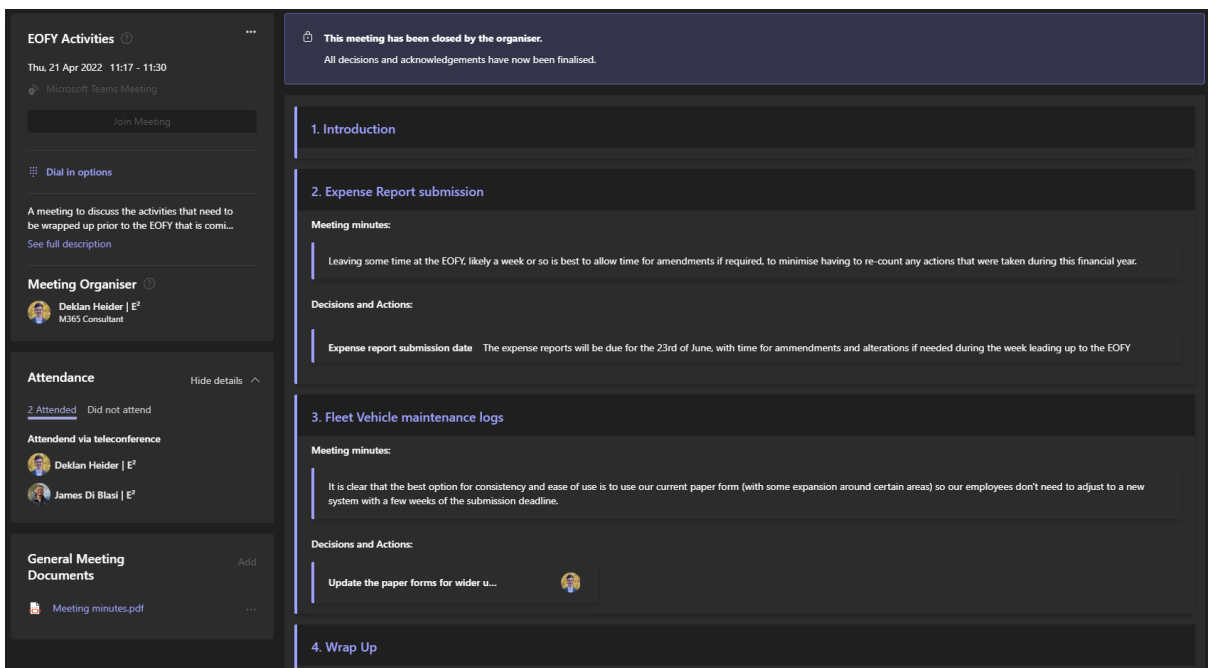 EOFY Activities
Thu, 21 Apr 2022 11:17 - 11:30
Microsoft Teams Meeting
Join Meeting
Dial in options
A meeting to discuss the activities that need to
be wrapped up prior to the EOFY that is comi...
See full description
Meeting Organiser
Deklan Heider | E²
M365 Consultant
Attendance
Hide details
2 Attended Did not attend
Attendend via teleconference
Deklan Heider | E²
James Di Blasi | E²
General Meeting
Documents
Add
Meeting minutes.pdf
This meeting has been closed by the organiser.
All decisions and acknowledgements have now been finalised.
1. Introduction
2. Expense Report submission
Meeting minutes:
Leaving some time at the EOFY, likely a week or so is best to allow time for amendments if required, to minimise having to re-count any actions that were taken during this financial year.
Decisions and Actions:
Expense report submission date The expense reports will be due for the 23rd of June, with time for ammendments and alterations if needed during the week leading up to the EOFY
3. Fleet Vehicle maintenance logs
Meeting minutes:
It is clear that the best option for consistency and ease of use is to use our current paper form (with some expansion around certain areas) so our employees don't need to adjust to a new
system with a few weeks of the submission deadline.
Decisions and Actions:
Update the paper forms for wider u...
4. Wrap Up